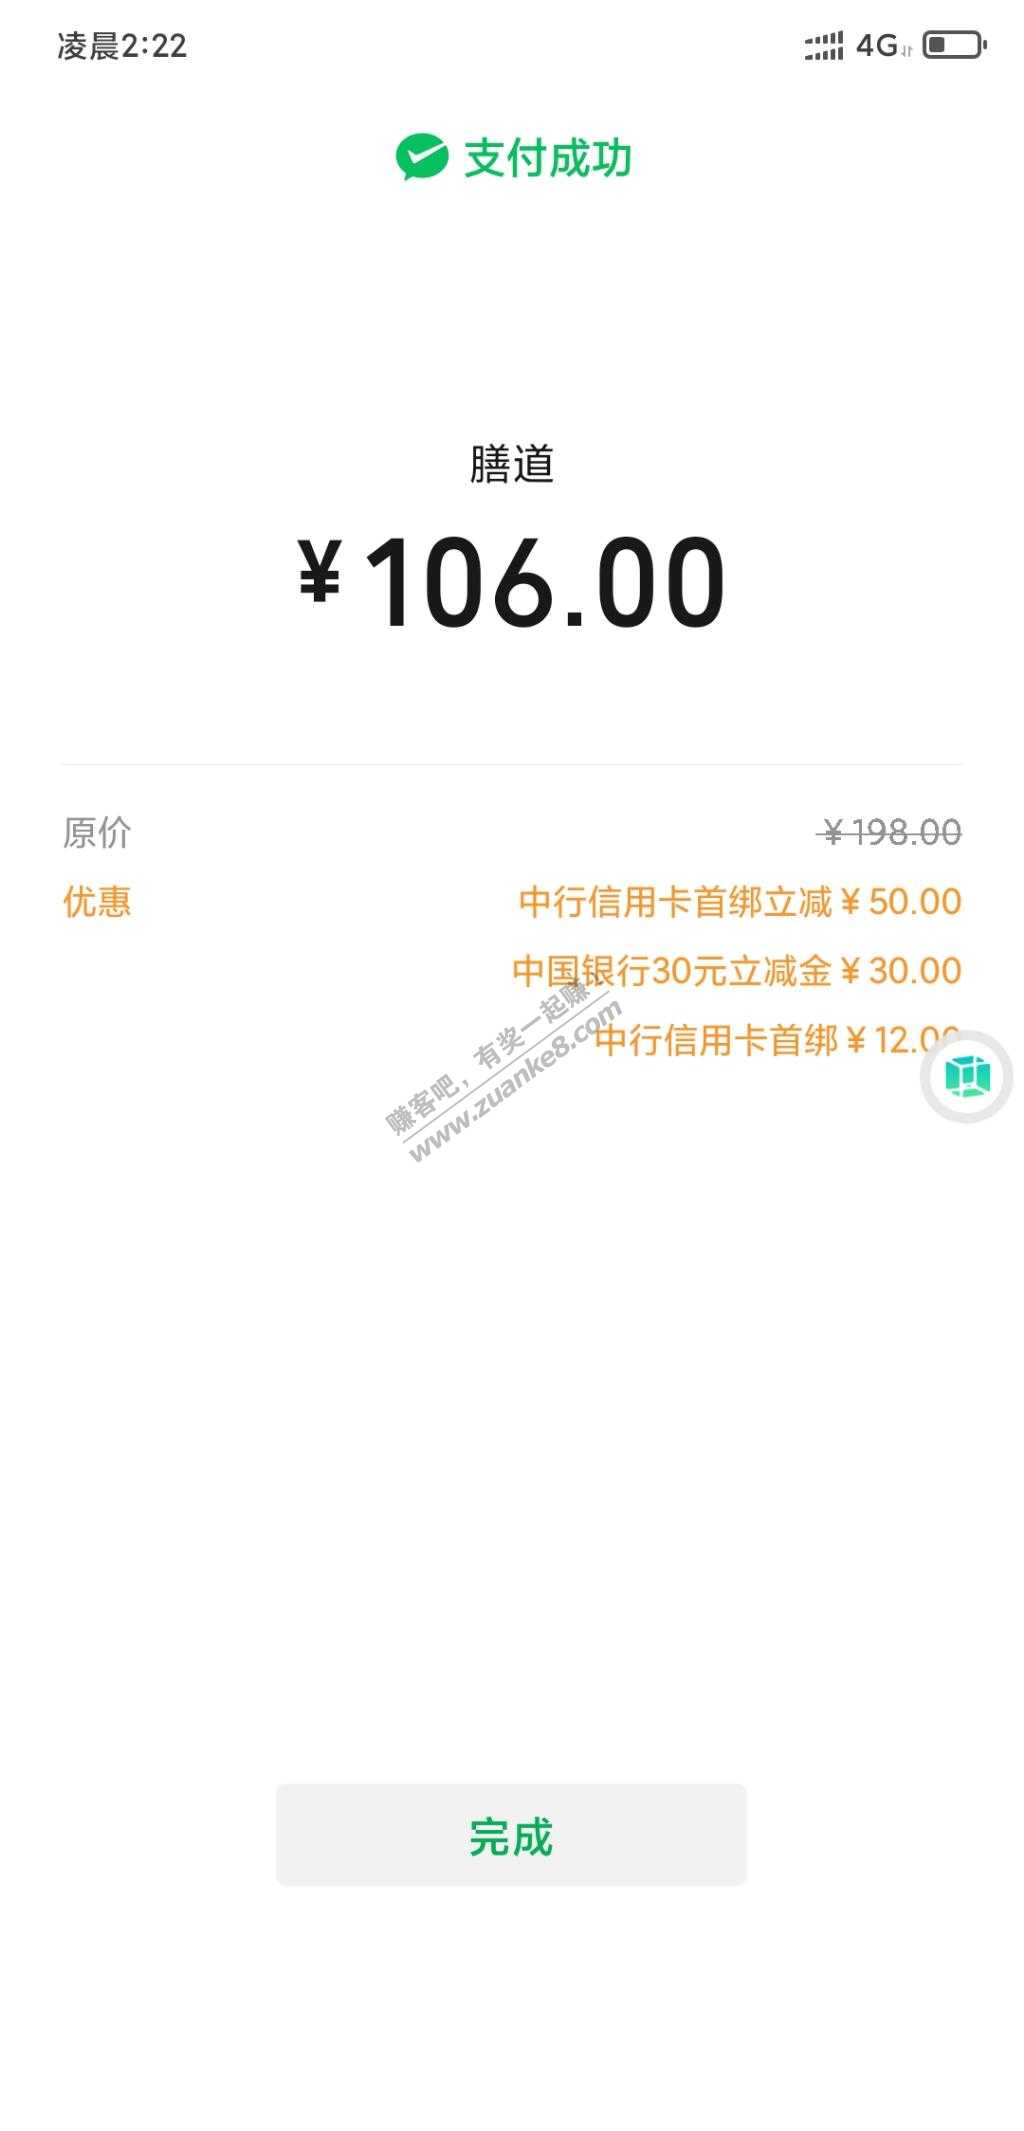 凌晨2:22 4G
支付成功
膳道
¥106.00
原价 ¥198.00
优惠 中行信用卡首绑立减¥50.00
中国银行30元立减金¥30.00
中行信用卡首绑¥12.00
赚客吧，有奖一起赚！
www.zuanke8.com
完成